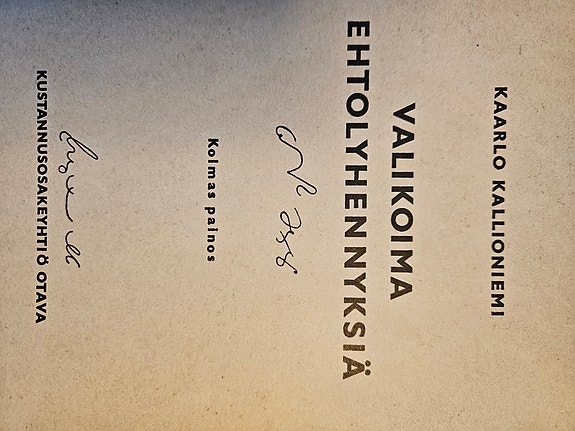 KAARLO KALLIONIEMI
VALIKOIMA
EHTOLYHENNYKSIÄ
Kolmas painos
KUSTANNUSOSAKEYHTIÖ OTAVA